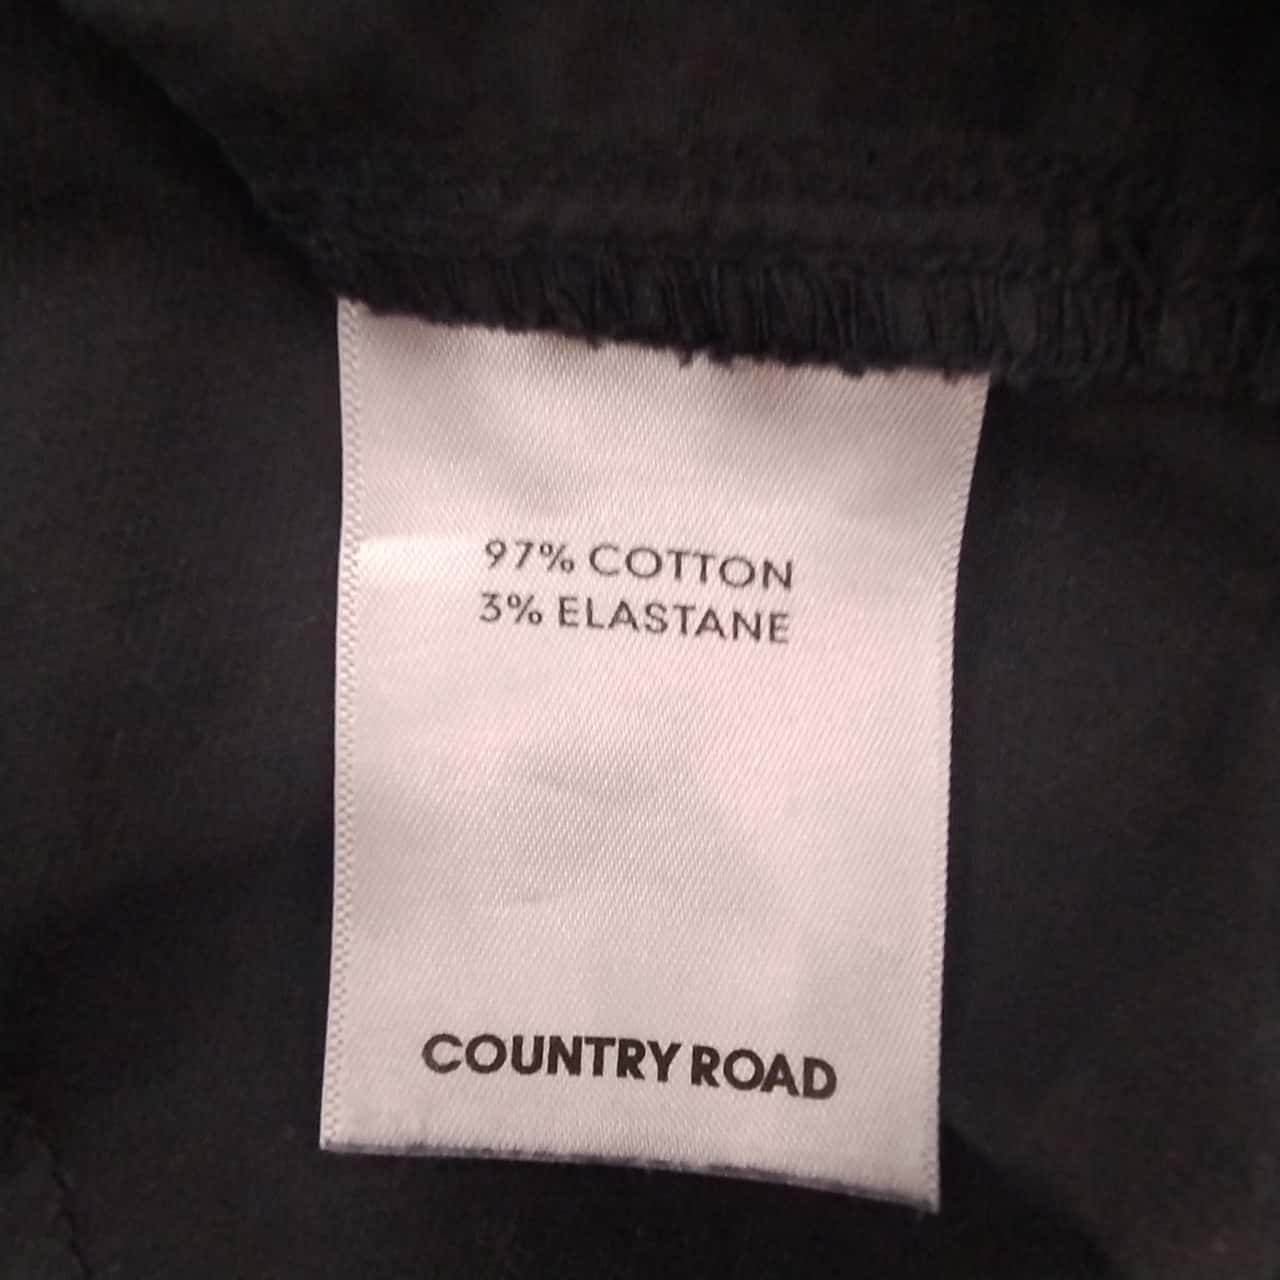 97% COTTON
3% ELASTANE
COUNTRY ROAD